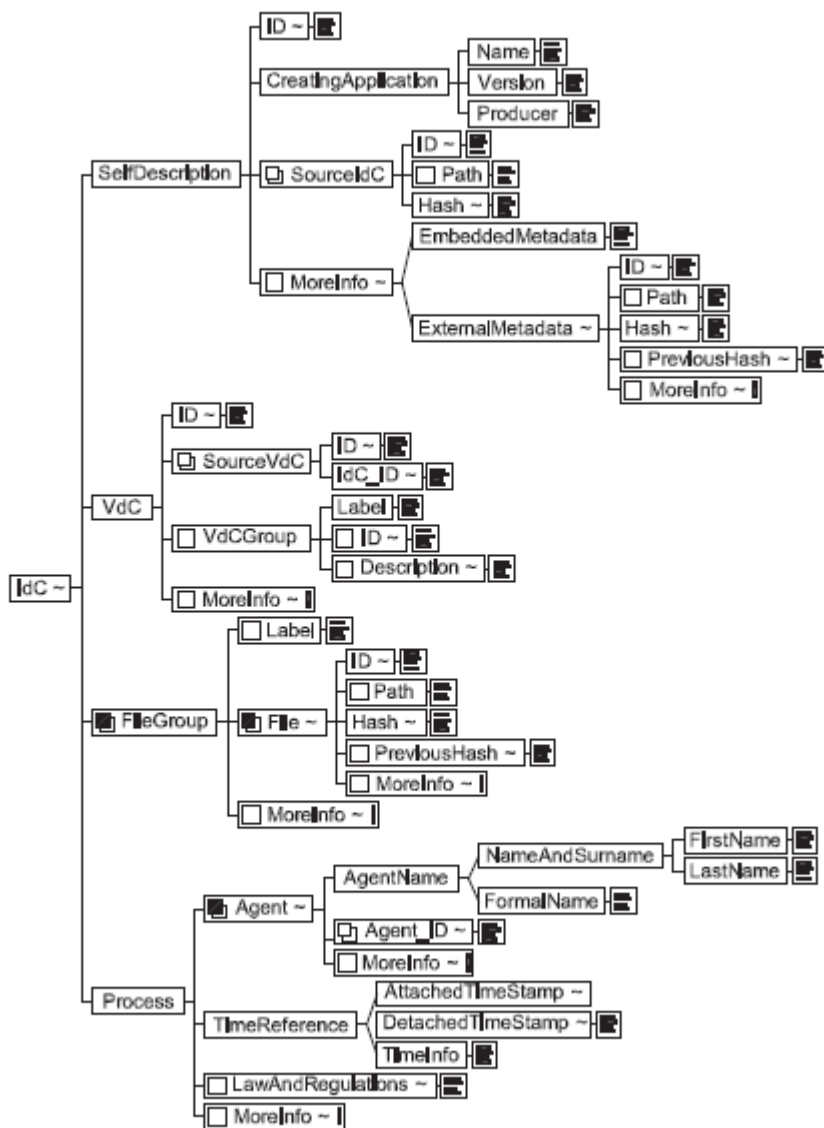 ID ~
CreatingApplication
Name
Version
Producer
SelfDescription
SourceIdC
ID ~
Path
Hash ~
MoreInfo ~
EmbeddedMetadata
ExternalMetadata ~
ID ~
Path
Hash ~
PreviousHash ~
MoreInfo ~
IdC ~
VdC
ID ~
SourceVdC
ID ~
IdC_ID ~
VdCGroup
Label
ID ~
Description ~
MoreInfo ~
FileGroup
Label
File ~
ID ~
Path
Hash ~
PreviousHash ~
MoreInfo ~
MoreInfo ~
Process
Agent ~
AgentName
NameAndSurname
FirstName
LastName
FormalName
Agent_ID ~
MoreInfo ~
TimeReference
AttachedTimeStamp ~
DetachedTimeStamp ~
TimeInfo
LawAndRegulations ~
MoreInfo ~